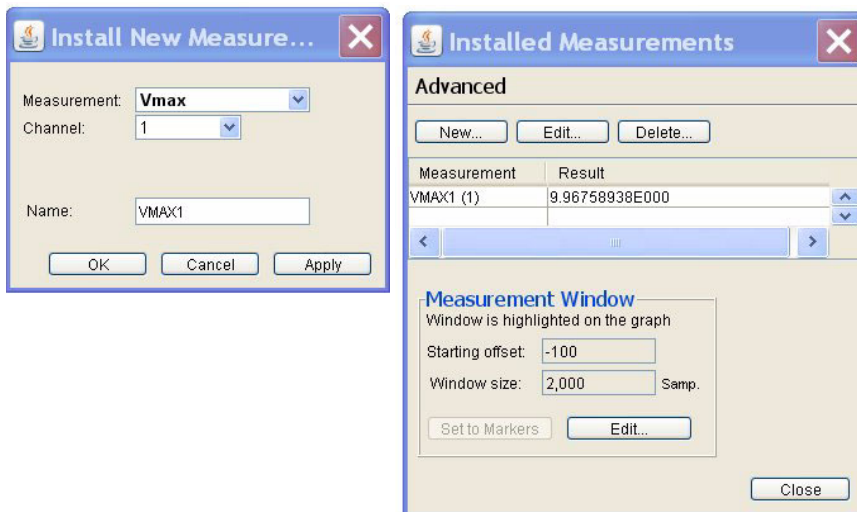 Install New Measure...
Measurement: Vmax
Channel: 1
Name: VMAX1
OK Cancel Apply
Installed Measurements
Advanced
New... Edit... Delete...
Measurement Result
VMAX1 (1) 9.96758938E000
Measurement Window
Window is highlighted on the graph
Starting offset: -100
Window size: 2,000 Samp.
Set to Markers Edit...
Close